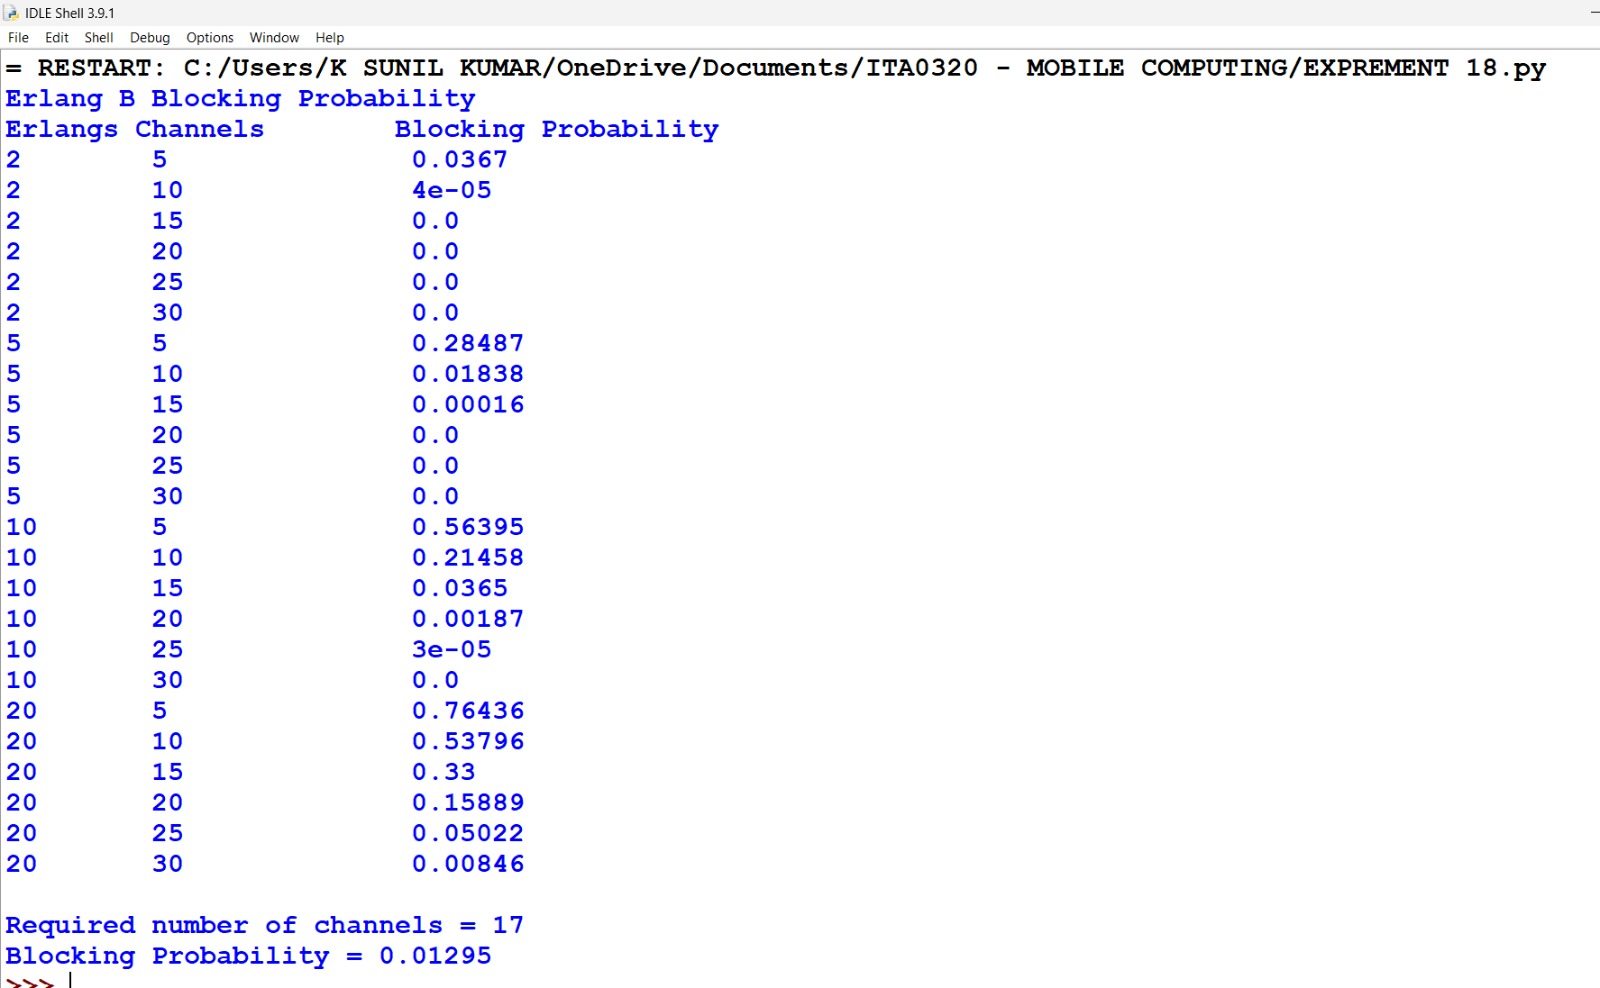 IDLE Shell 3.9.1
File Edit Shell Debug Options Window Help
= RESTART: C:/Users/K SUNIL KUMAR/OneDrive/Documents/ITA0320 - MOBILE COMPUTING/EXPREMENT 18.py
Erlang B Blocking Probability
Erlangs Channels Blocking Probability
2 5 0.0367
2 10 4e-05
2 15 0.0
2 20 0.0
2 25 0.0
2 30 0.0
5 5 0.28487
5 10 0.01838
5 15 0.00016
5 20 0.0
5 25 0.0
5 30 0.0
10 5 0.56395
10 10 0.21458
10 15 0.0365
10 20 0.00187
10 25 3e-05
10 30 0.0
20 5 0.76436
20 10 0.53796
20 15 0.33
20 20 0.15889
20 25 0.05022
20 30 0.00846
Required number of channels = 17
Blocking Probability = 0.01295
>>>